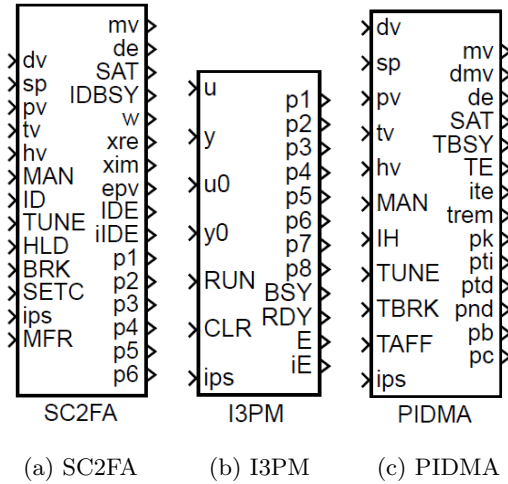 dv
sp
pv
tv
hv
MAN
ID
TUNE
HLD
BRK
SETC
ips
MFR
mv
de
SAT
IDBSY
w
xre
xim
epv
IDE
iIDE
p1
p2
p3
p4
p5
p6
SC2FA
u
y
u0
y0
RUN
CLR
ips
p1
p2
p3
p4
p5
p6
p7
p8
BSY
RDY
E
iE
I3PM
dv
sp
pv
tv
hv
MAN
IH
TUNE
TBRK
TAFF
ips
mv
dmv
de
SAT
TBSY
TE
ite
trem
pk
pti
ptd
pnd
pb
pc
PIDMA
(a) SC2FA
(b) I3PM
(c) PIDMA